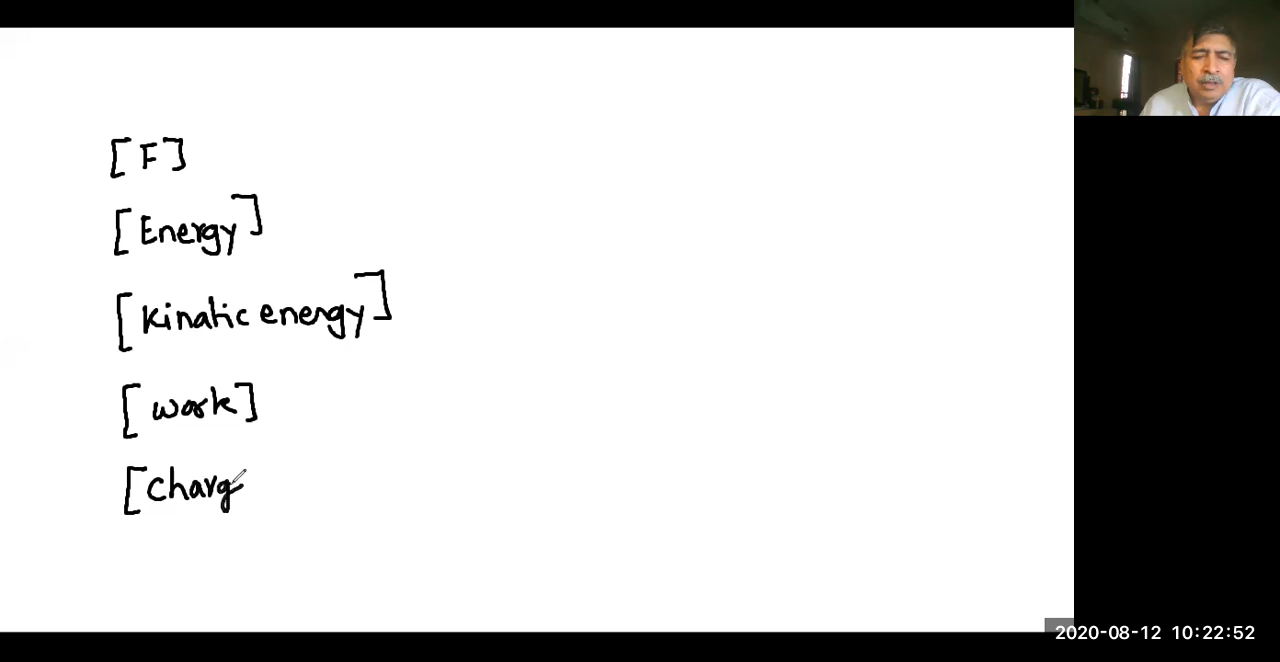 [F]
[Energy]
[Kinatic energy]
[work]
[Charg
2020-08-12 10:22:52